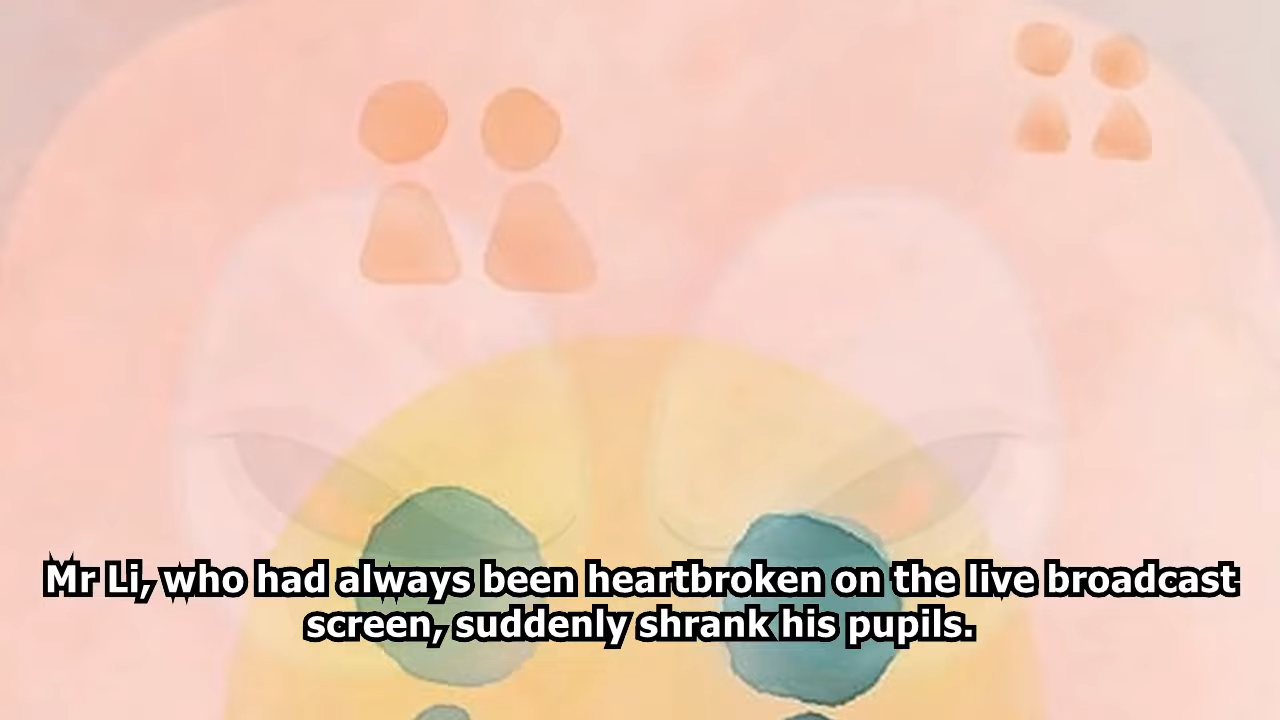 Mr Li, who had always been heartbroken on the live broadcast
screen, suddenly shrank his pupils.